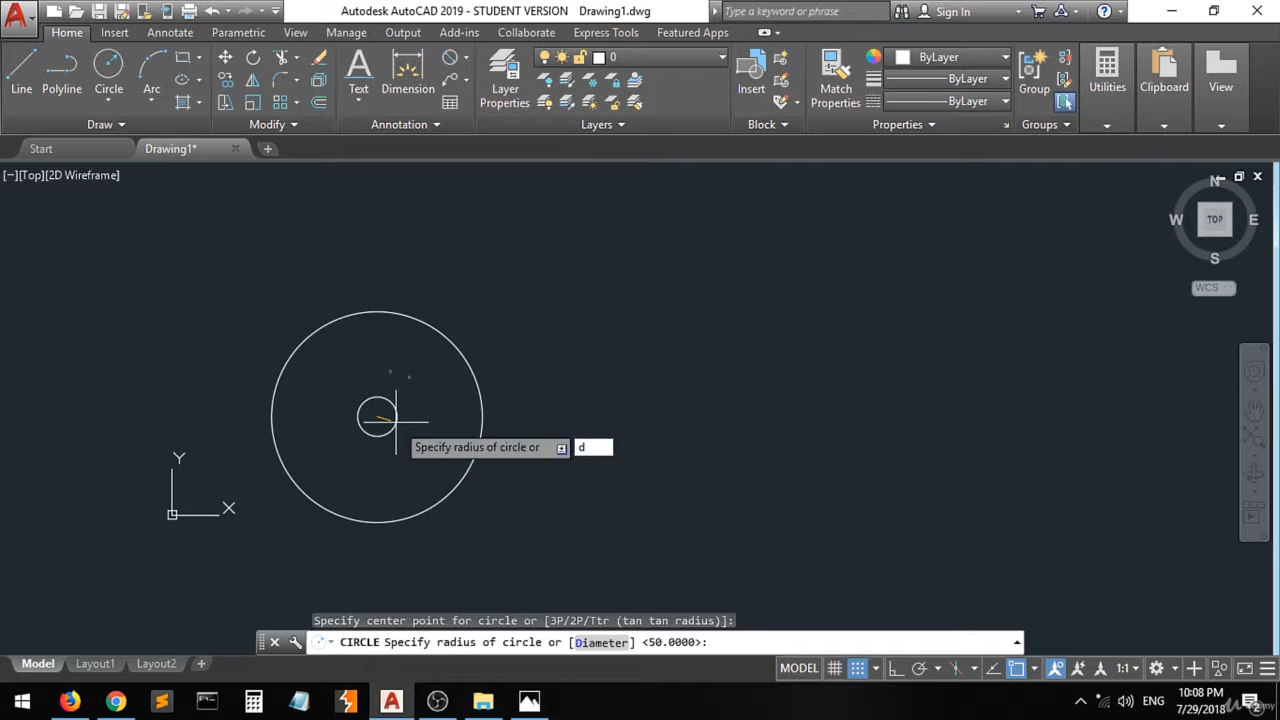 Autodesk AutoCAD 2019 - STUDENT VERSION Drawing1.dwg
Type a keyword or phrase
Sign In
Home Insert Annotate Parametric View Manage Output Add-ins Collaborate Express Tools Featured Apps
Line Polyline Circle Arc
Text Dimension
Layer Properties
0
Insert
Match Properties
ByLayer
ByLayer
ByLayer
Group
Utilities
Clipboard
View
Draw Modify Annotation Layers Block Properties Groups
Start Drawing1*
[−][Top][2D Wireframe]
N
W TOP E
S
WCS
Specify radius of circle or d
Y
X
Specify center point for circle or [3P/2P/Ttr (tan tan radius)]:
CIRCLE Specify radius of circle or [Diameter] <50.0000>:
Model Layout1 Layout2
MODEL 1:1
ENG
10:08 PM
7/29/2018
2